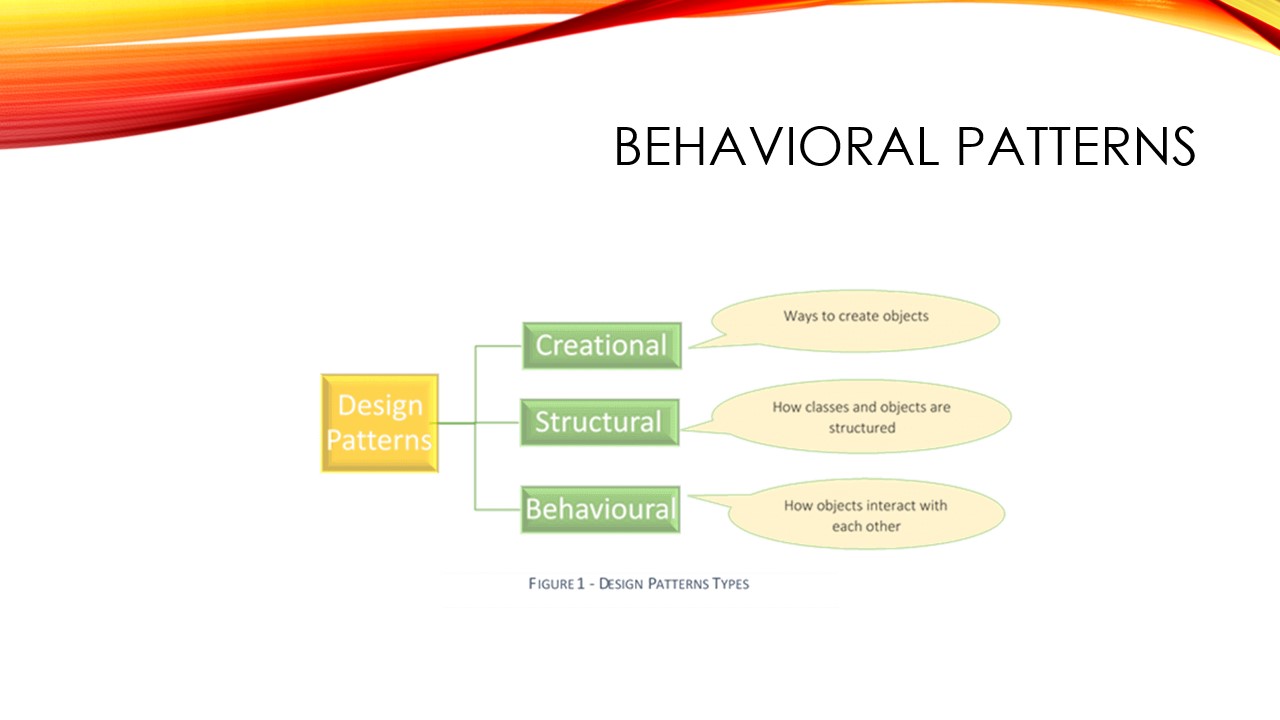 BEHAVIORAL PATTERNS
Design
Patterns
Creational
Ways to create objects
Structural
How classes and objects are
structured
Behavioural
How objects interact with
each other
FIGURE 1 - DESIGN PATTERNS TYPES